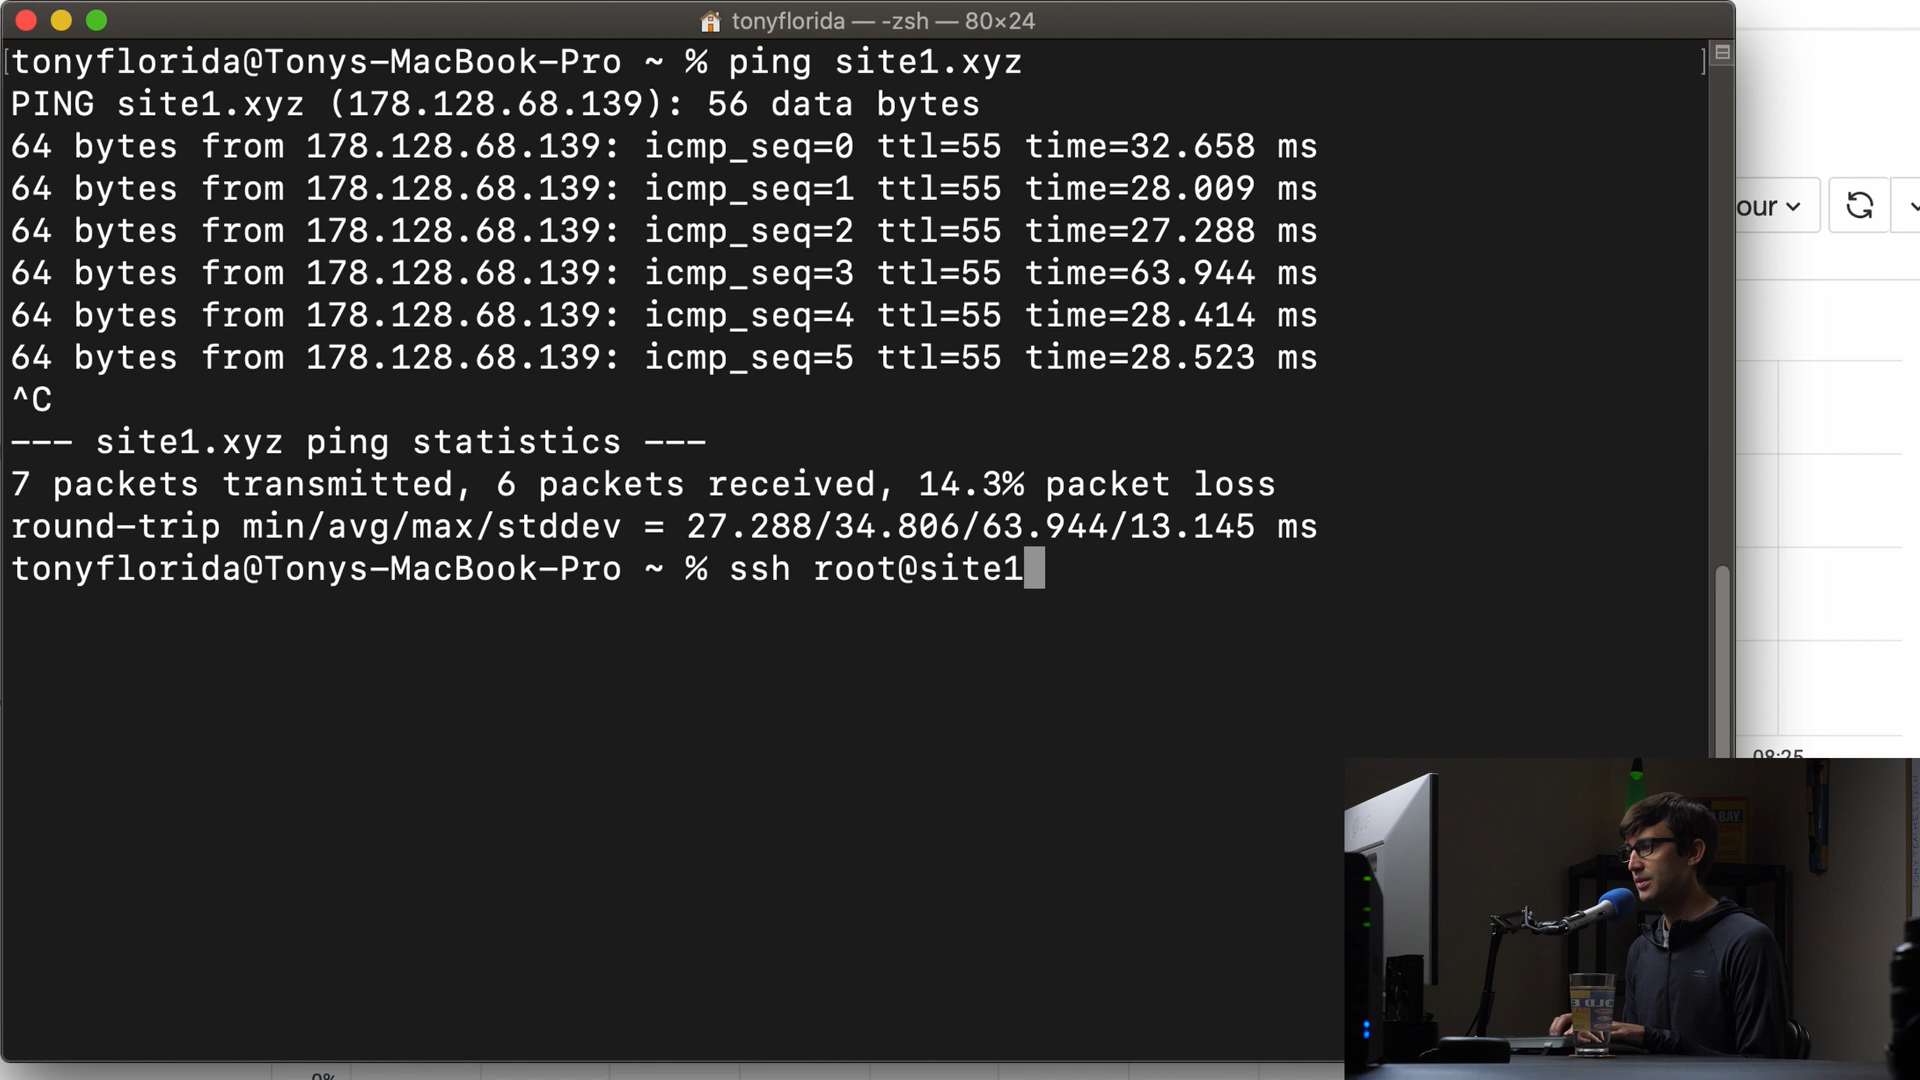 tonyflorida — -zsh — 80×24
[tonyflorida@Tonys-MacBook-Pro ~ % ping site1.xyz ]
PING site1.xyz (178.128.68.139): 56 data bytes
64 bytes from 178.128.68.139: icmp_seq=0 ttl=55 time=32.658 ms
64 bytes from 178.128.68.139: icmp_seq=1 ttl=55 time=28.009 ms
64 bytes from 178.128.68.139: icmp_seq=2 ttl=55 time=27.288 ms
64 bytes from 178.128.68.139: icmp_seq=3 ttl=55 time=63.944 ms
64 bytes from 178.128.68.139: icmp_seq=4 ttl=55 time=28.414 ms
64 bytes from 178.128.68.139: icmp_seq=5 ttl=55 time=28.523 ms
^C
--- site1.xyz ping statistics ---
7 packets transmitted, 6 packets received, 14.3% packet loss
round-trip min/avg/max/stddev = 27.288/34.806/63.944/13.145 ms
tonyflorida@Tonys-MacBook-Pro ~ % ssh root@site1
our
08:25
BAY
0%